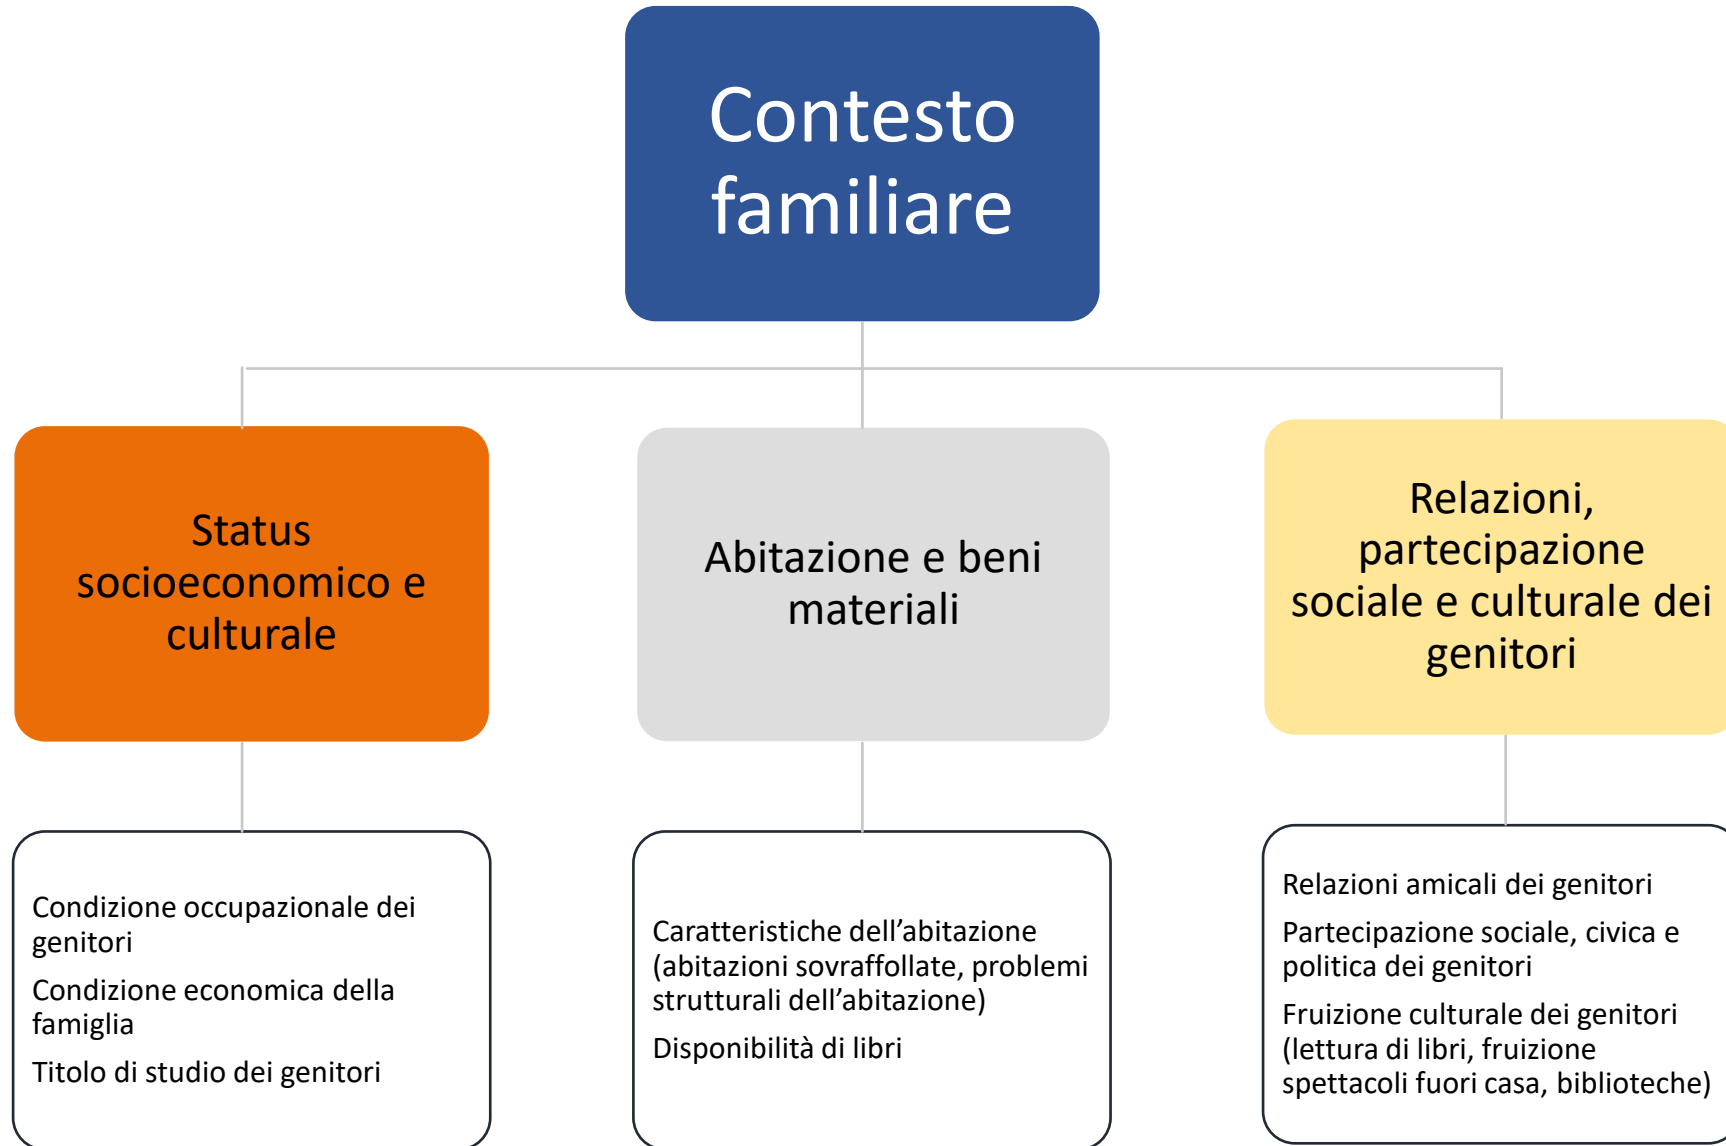 Contesto
familiare
Status
socioeconomico e
culturale
Abitazione e beni
materiali
Relazioni,
partecipazione
sociale e culturale dei
genitori
Condizione occupazionale dei
genitori
Condizione economica della
famiglia
Titolo di studio dei genitori
Caratteristiche dell’abitazione
(abitazioni sovraffollate, problemi
strutturali dell’abitazione)
Disponibilità di libri
Relazioni amicali dei genitori
Partecipazione sociale, civica e
politica dei genitori
Fruizione culturale dei genitori
(lettura di libri, fruizione
spettacoli fuori casa, biblioteche)